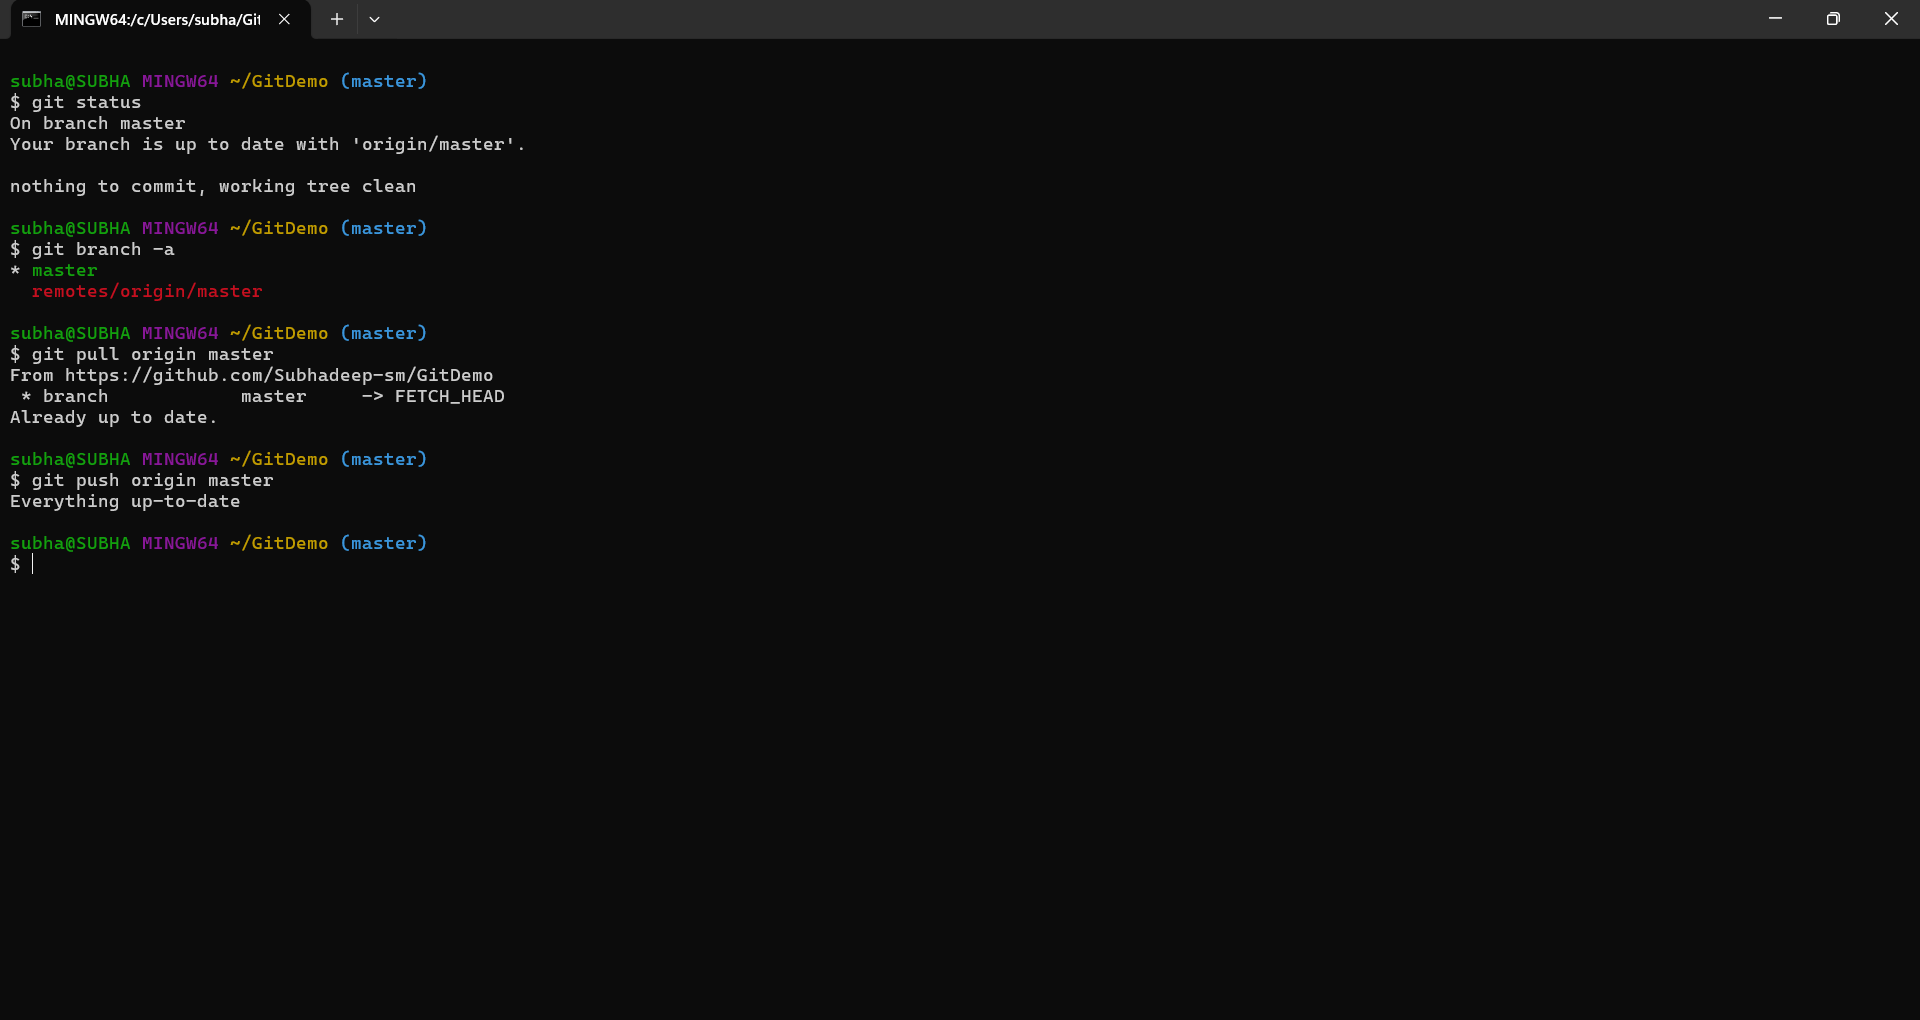 MINGW64:/c/Users/subha/Git
subha@SUBHA MINGW64 ~/GitDemo (master)
$ git status
On branch master
Your branch is up to date with 'origin/master'.
nothing to commit, working tree clean
subha@SUBHA MINGW64 ~/GitDemo (master)
$ git branch -a
* master
  remotes/origin/master
subha@SUBHA MINGW64 ~/GitDemo (master)
$ git pull origin master
From https://github.com/Subhadeep-sm/GitDemo
 * branch            master     -> FETCH_HEAD
Already up to date.
subha@SUBHA MINGW64 ~/GitDemo (master)
$ git push origin master
Everything up-to-date
subha@SUBHA MINGW64 ~/GitDemo (master)
$